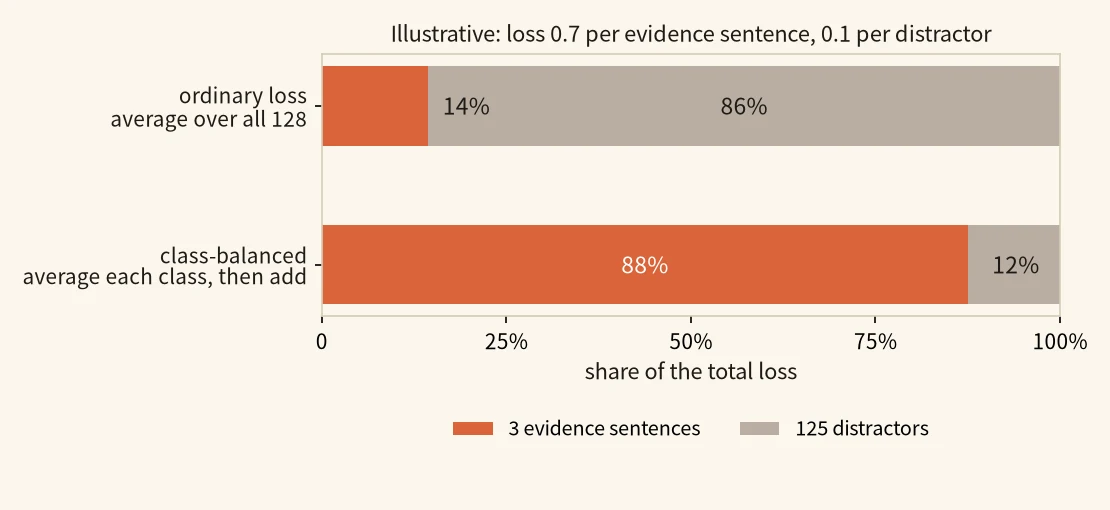 Illustrative: loss 0.7 per evidence sentence, 0.1 per distractor
ordinary loss
average over all 128
14%
86%
class-balanced
average each class, then add
88%
12%
0
25%
50%
75%
100%
share of the total loss
3 evidence sentences
125 distractors